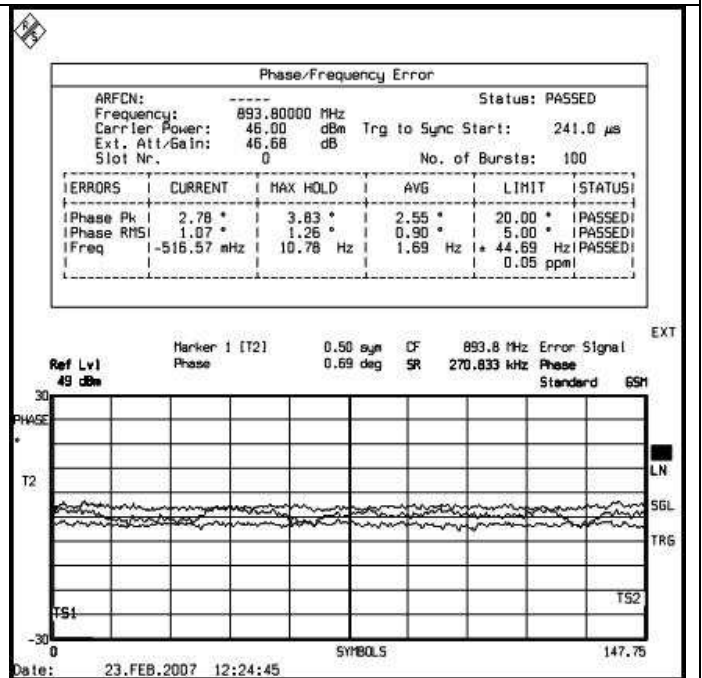 R/S
Phase/Frequency Error
ARFCN: ----- Status: PASSED
Frequency: 893.80000 MHz
Carrier Power: 46.00 dBm Trg to Sync Start: 241.0 µs
Ext. Att/Gain: 46.68 dB
Slot Nr. 0 No. of Bursts: 100
ERRORS CURRENT MAX HOLD AVG LIMIT STATUS
Phase Pk 2.78 ° 3.83 ° 2.55 ° 20.00 ° PASSED
Phase RMS 1.07 ° 1.26 ° 0.90 ° 5.00 ° PASSED
Freq -516.57 mHz 10.78 Hz 1.69 Hz ± 44.69 Hz PASSED
0.05 ppm
EXT
Marker 1 [T2] 0.50 sym CF 893.8 MHz Error Signal
Ref Lvl Phase 0.69 deg SR 270.833 kHz Phase
49 dBm Standard GSM
30
PHASE
°
T2
LN
SGL
TRG
TS1
TS2
-30
0 SYMBOLS 147.75
Date: 23.FEB.2007 12:24:45